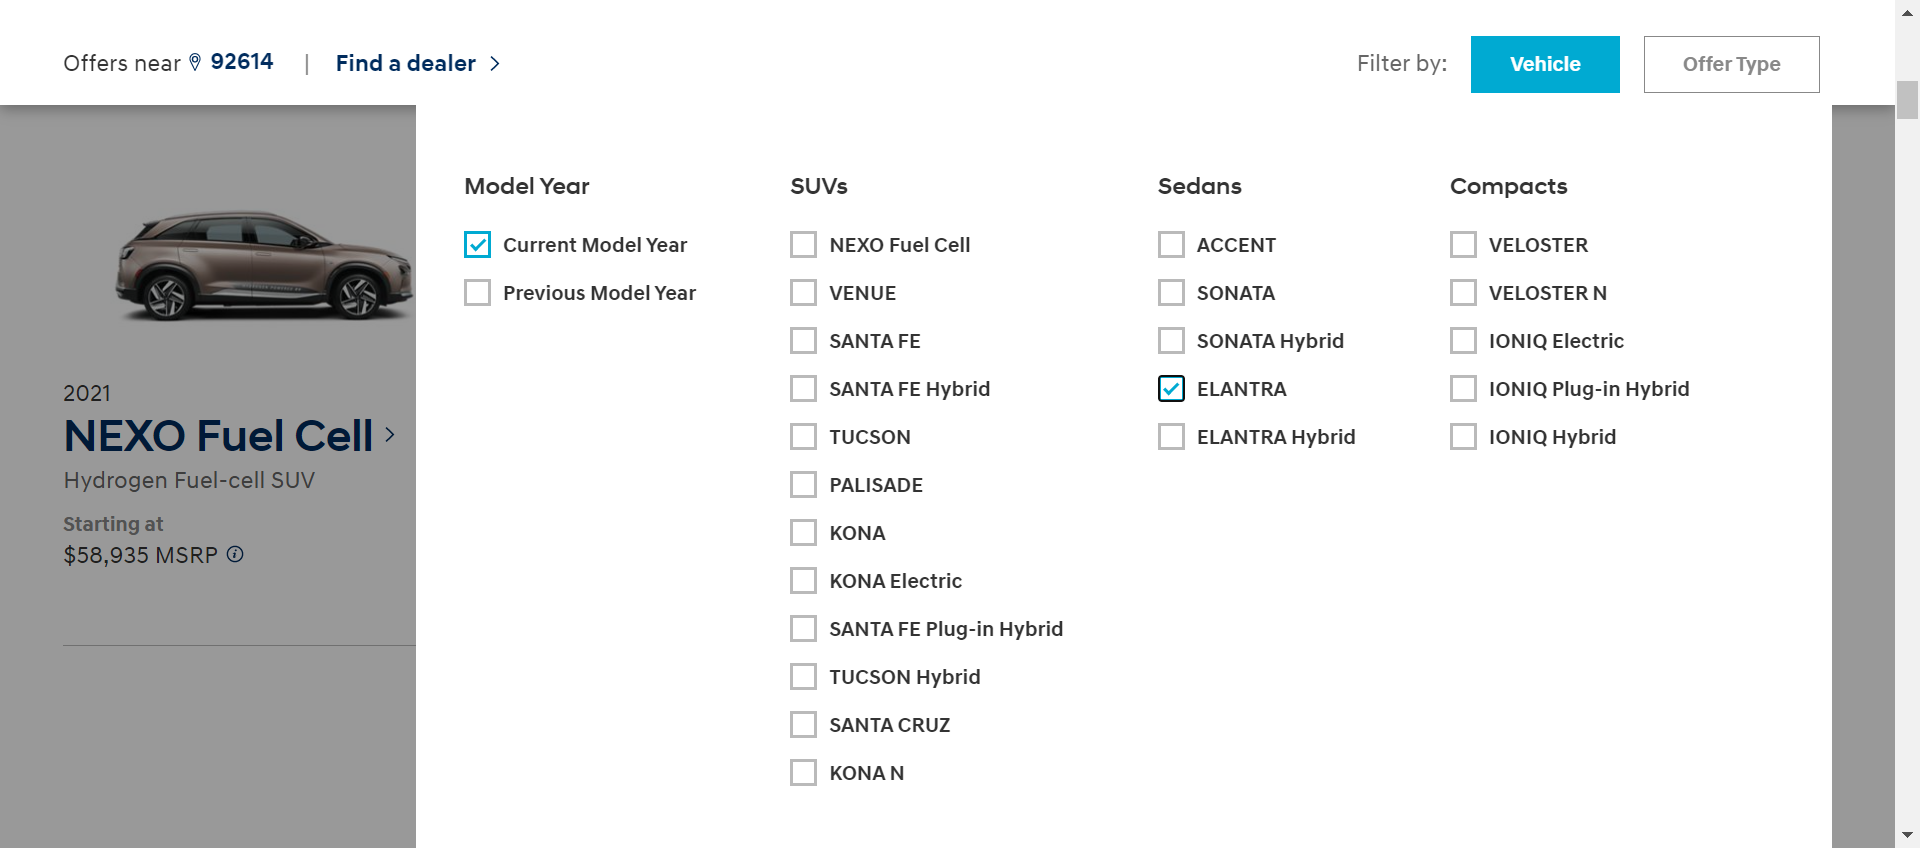 Offers near 92614 | Find a dealer
Filter by: Vehicle Offer Type
2021
NEXO Fuel Cell
Hydrogen Fuel-cell SUV
Starting at
$58,935 MSRP
Model Year
Current Model Year
Previous Model Year
SUVs
NEXO Fuel Cell
VENUE
SANTA FE
SANTA FE Hybrid
TUCSON
PALISADE
KONA
KONA Electric
SANTA FE Plug-in Hybrid
TUCSON Hybrid
SANTA CRUZ
KONA N
Sedans
ACCENT
SONATA
SONATA Hybrid
ELANTRA
ELANTRA Hybrid
Compacts
VELOSTER
VELOSTER N
IONIQ Electric
IONIQ Plug-in Hybrid
IONIQ Hybrid